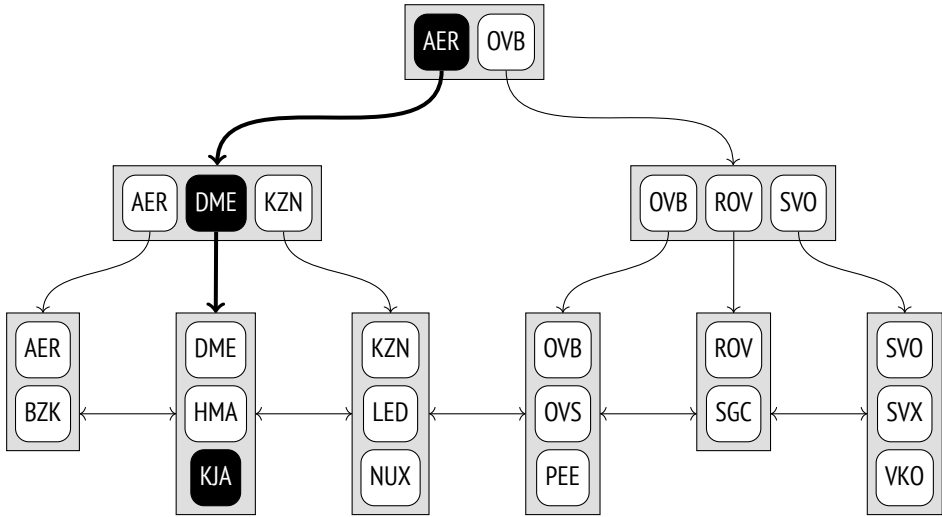 AER OVB
AER DME KZN OVB ROV SVO
AER DME KZN OVB ROV SVO
BZK HMA LED OVS SGC SVX
KJA NUX PEE VKO